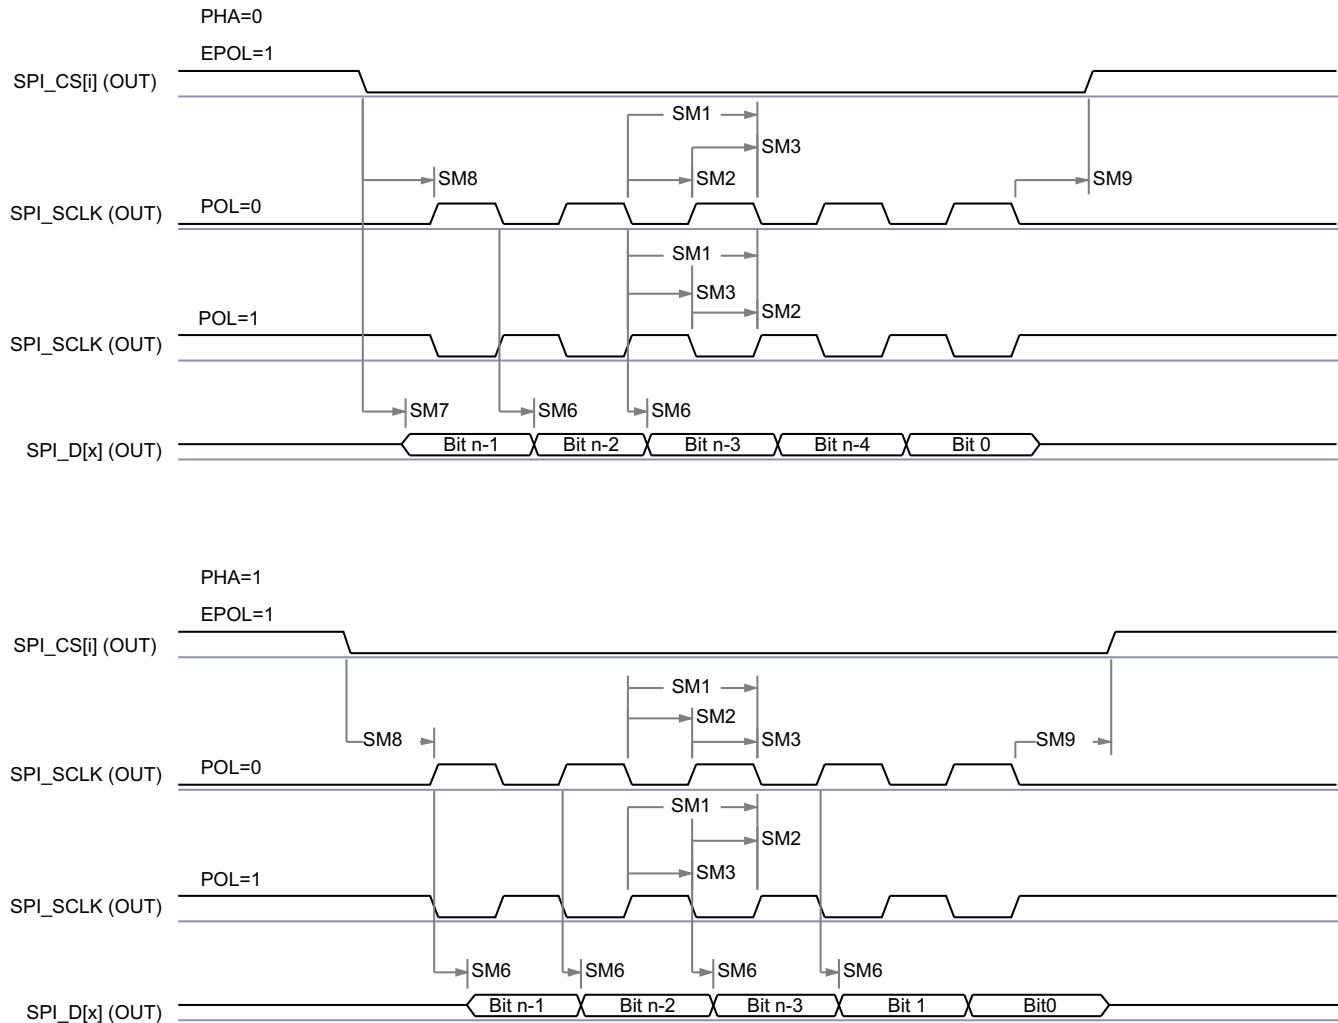 PHA=0
EPOL=1
SPI_CS[i] (OUT)
SM1
SM3
SM8
SM2
SM9
SPI_SCLK (OUT)
POL=0
SM1
SM3
SM2
POL=1
SPI_SCLK (OUT)
SM7
SM6
SM6
SPI_D[x] (OUT)
Bit n-1
Bit n-2
Bit n-3
Bit n-4
Bit 0
PHA=1
EPOL=1
SPI_CS[i] (OUT)
SM1
SM2
SM8
SM3
SM9
SPI_SCLK (OUT)
POL=0
SM1
SM2
SM3
POL=1
SPI_SCLK (OUT)
SM6
SM6
SM6
SM6
SPI_D[x] (OUT)
Bit n-1
Bit n-2
Bit n-3
Bit 1
Bit0